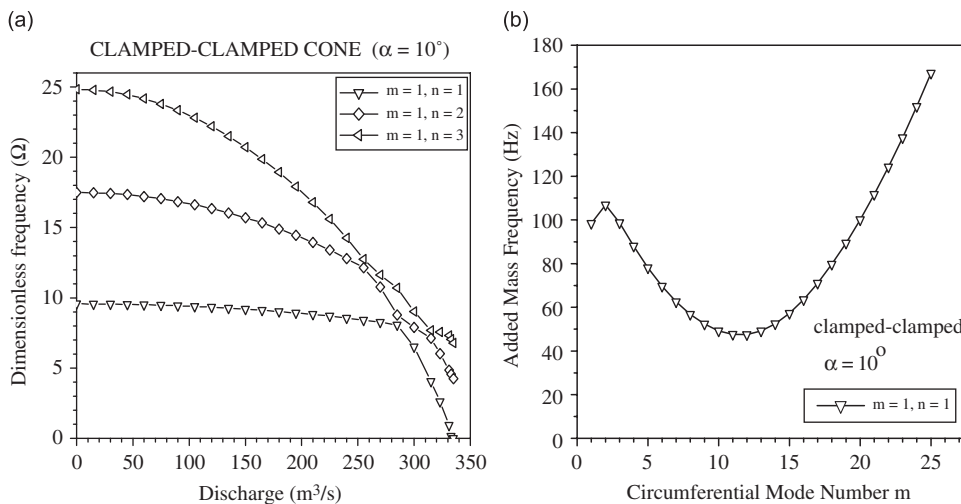 (a)
CLAMPED-CLAMPED CONE (α = 10°)
25
20
15
10
5
0
Dimensionless frequency (Ω)
m = 1, n = 1
m = 1, n = 2
m = 1, n = 3
0 50 100 150 200 250 300 350
Discharge (m³/s)
(b)
180
160
140
120
100
80
60
40
20
0
Added Mass Frequency (Hz)
clamped-clamped
α = 10⁰
m = 1, n = 1
0 5 10 15 20 25
Circumferential Mode Number m